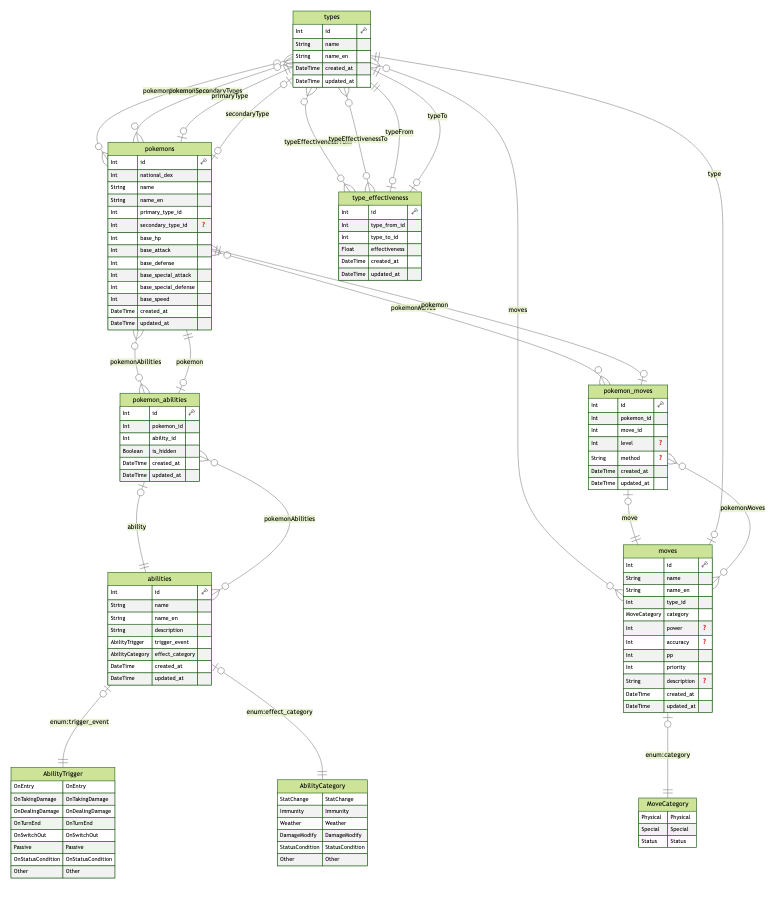 types
Int id
String name
String name_en
DateTime created_at
DateTime updated_at
pokemonSecondaryTypes
primaryType
secondaryType
typeEffectivenessFrom
typeEffectivenessTo
typeFrom
typeTo
type
moves
pokemons
Int id
Int national_dex
String name
String name_en
Int primary_type_id
Int secondary_type_id ?
Int base_hp
Int base_attack
Int base_defense
Int base_special_attack
Int base_special_defense
Int base_speed
DateTime created_at
DateTime updated_at
type_effectiveness
Int id
Int type_from_id
Int type_to_id
Float effectiveness
DateTime created_at
DateTime updated_at
pokemonMoves
pokemon
pokemonAbilities
pokemon
pokemon_abilities
Int id
Int pokemon_id
Int ability_id
Boolean is_hidden
DateTime created_at
DateTime updated_at
pokemon_moves
Int id
Int pokemon_id
Int move_id
Int level ?
String method ?
DateTime created_at
DateTime updated_at
ability
pokemonAbilities
move
pokemonMoves
abilities
Int id
String name
String name_en
String description
AbilityTrigger trigger_event
AbilityCategory effect_category
DateTime created_at
DateTime updated_at
moves
Int id
String name
String name_en
Int type_id
MoveCategory category
Int power ?
Int accuracy ?
Int pp
Int priority
String description ?
DateTime created_at
DateTime updated_at
enum:trigger_event
enum:effect_category
enum:category
AbilityTrigger
OnEntry OnEntry
OnTakingDamage OnTakingDamage
OnDealingDamage OnDealingDamage
OnTurnEnd OnTurnEnd
OnSwitchOut OnSwitchOut
Passive Passive
OnStatusCondition OnStatusCondition
Other Other
AbilityCategory
StatChange StatChange
Immunity Immunity
Weather Weather
DamageModify DamageModify
StatusCondition StatusCondition
Other Other
MoveCategory
Physical Physical
Special Special
Status Status